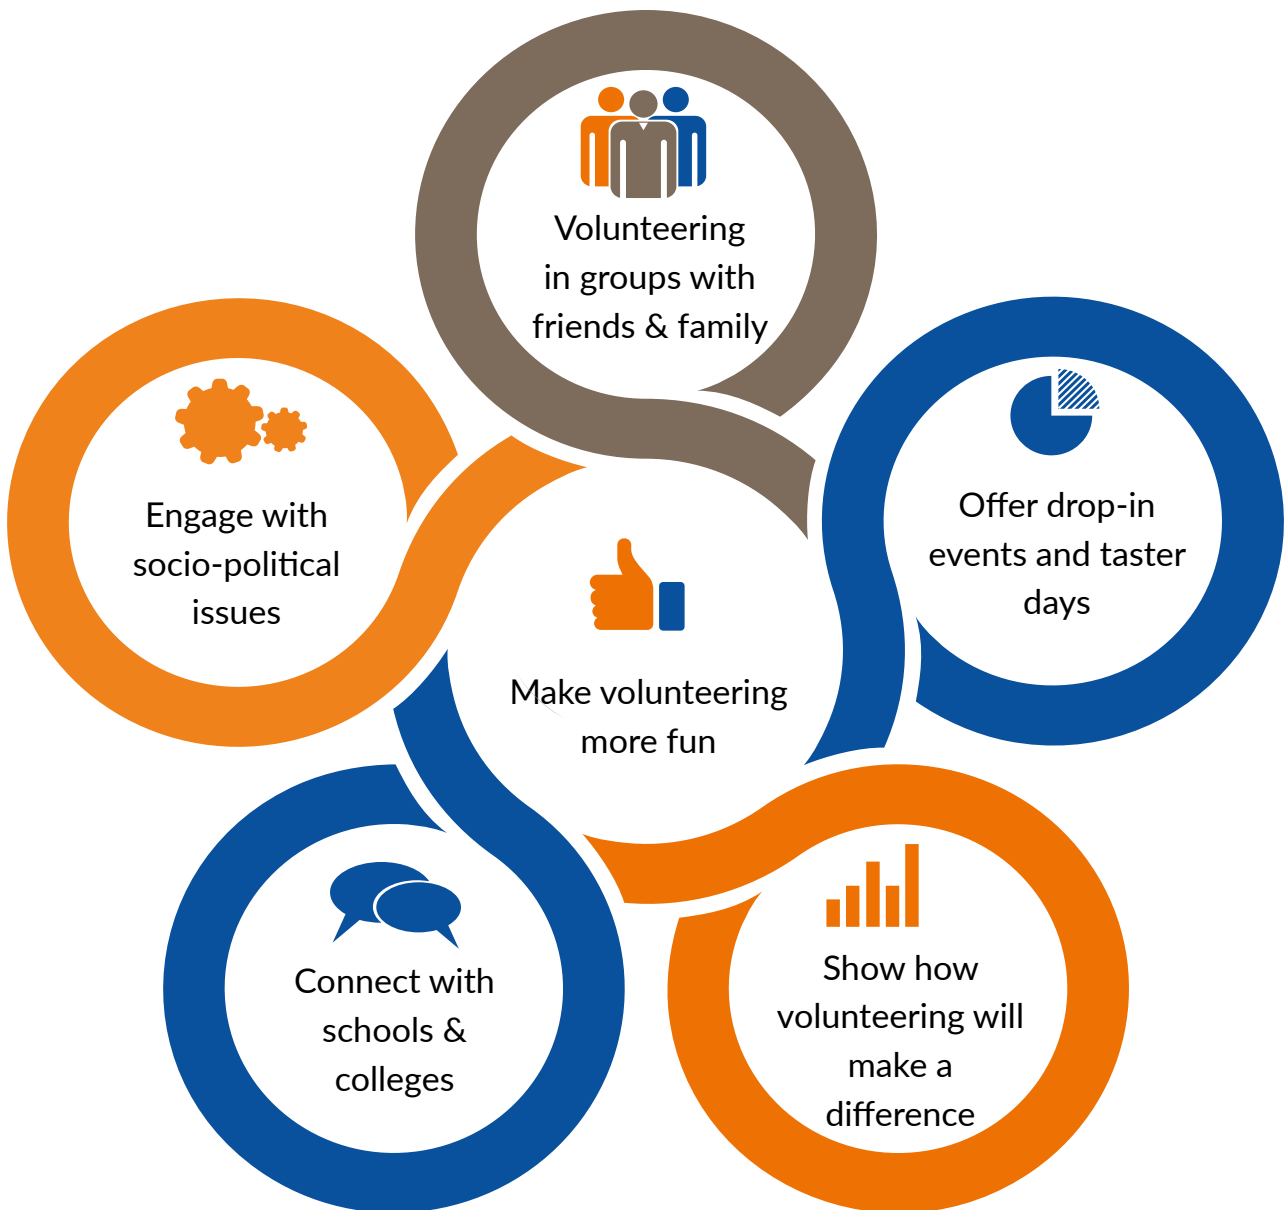 Volunteering
in groups with
friends & family
Engage with
socio-political
issues
Offer drop-in
events and taster
days
Make volunteering
more fun
Connect with
schools &
colleges
Show how
volunteering will
make a
difference